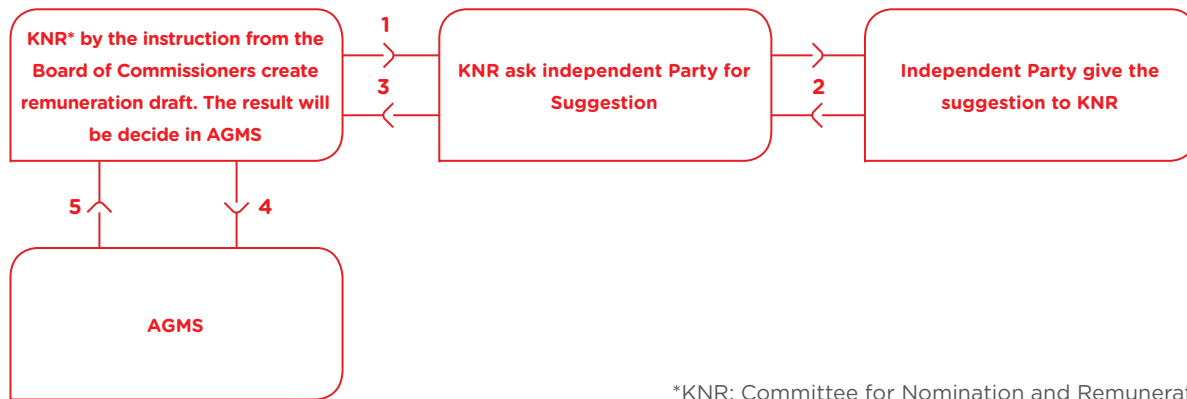 KNR* by the instruction from the
Board of Commissioners create
remuneration draft. The result will
be decide in AGMS
1
3
KNR ask independent Party for
Suggestion
2
Independent Party give the
suggestion to KNR
5
4
AGMS
*KNR: Committee for Nomination and